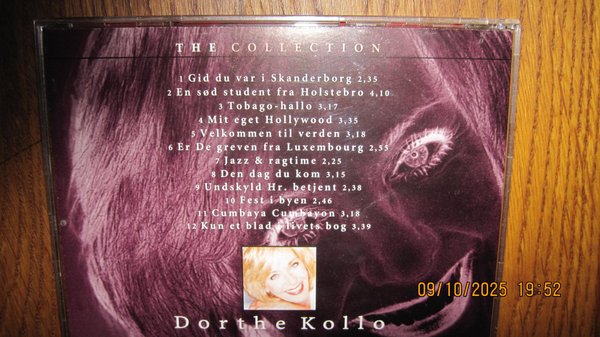 THE COLLECTION
1 Gid du var i Skanderborg 2,35
2 En sød student fra Holstebro 4,10
3 Tobago-hallo 3,17
4 Mit eget Hollywood 3,35
5 Velkommen til verden 3,18
6 Er De greven fra Luxembourg 2,55
7 Jazz & ragtime 2,25
8 Den dag du kom 3,15
9 Undskyld Hr. betjent 2,38
10 Fest i byen 2,46
11 Cumbaya Cumbayon 3,18
12 Kun et blad i livets bog 3,39
Dorthe Kollo
09/10/2025 19:52